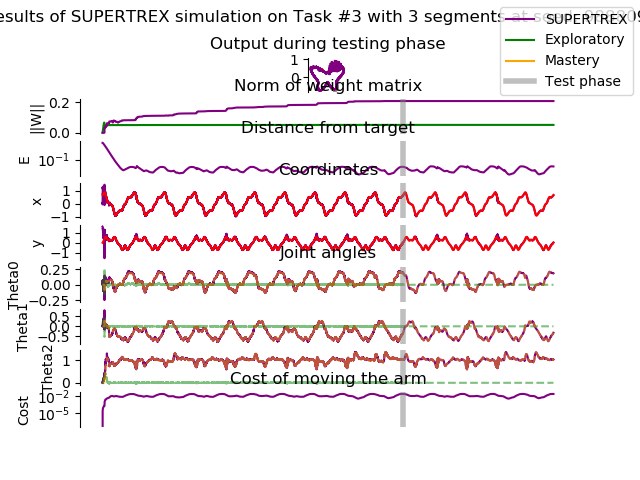 esults of SUPERTREX simulation on Task #3 with 3 segments at seed
SUPERTREX
Exploratory
Mastery
Test phase
Output during testing phase
1
0
Norm of weight matrix
||W||
0.2
0.0
Distance from target
E
10⁻¹
Coordinates
x
1
0
−1
y
1
0
−1
Joint angles
Theta0
0.25
0.00
−0.25
Theta1
0.5
0.0
−0.5
Theta2
1
0
Cost of moving the arm
Cost
10⁻²
10⁻⁵